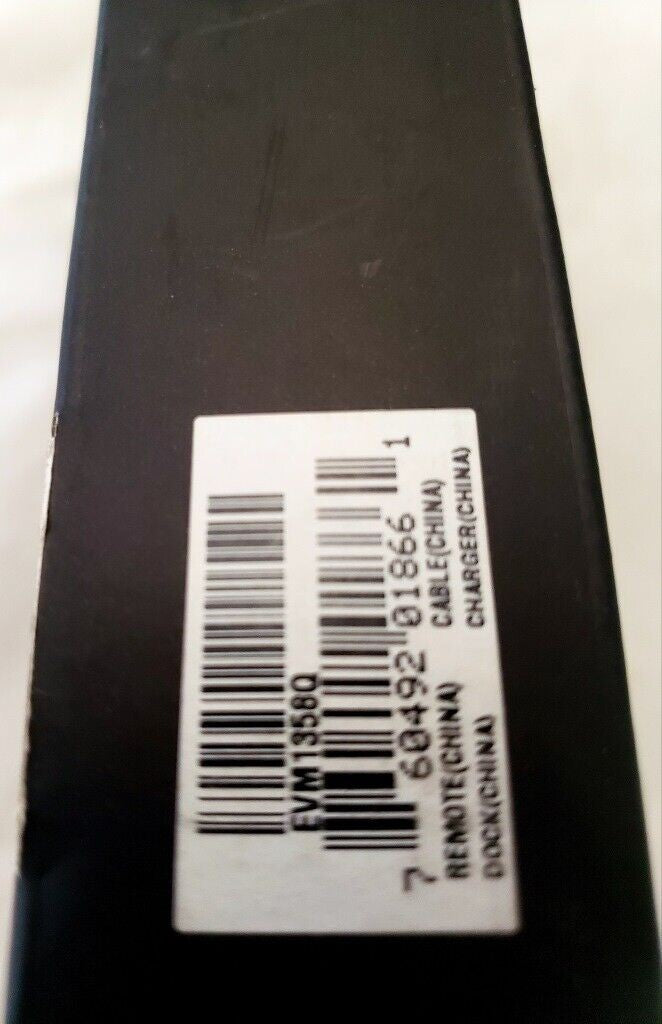 EVM1358Q
7 60492 01866 1
REMOTE(CHINA) CABLE(CHINA)
DOCK(CHINA) CHARGER(CHINA)